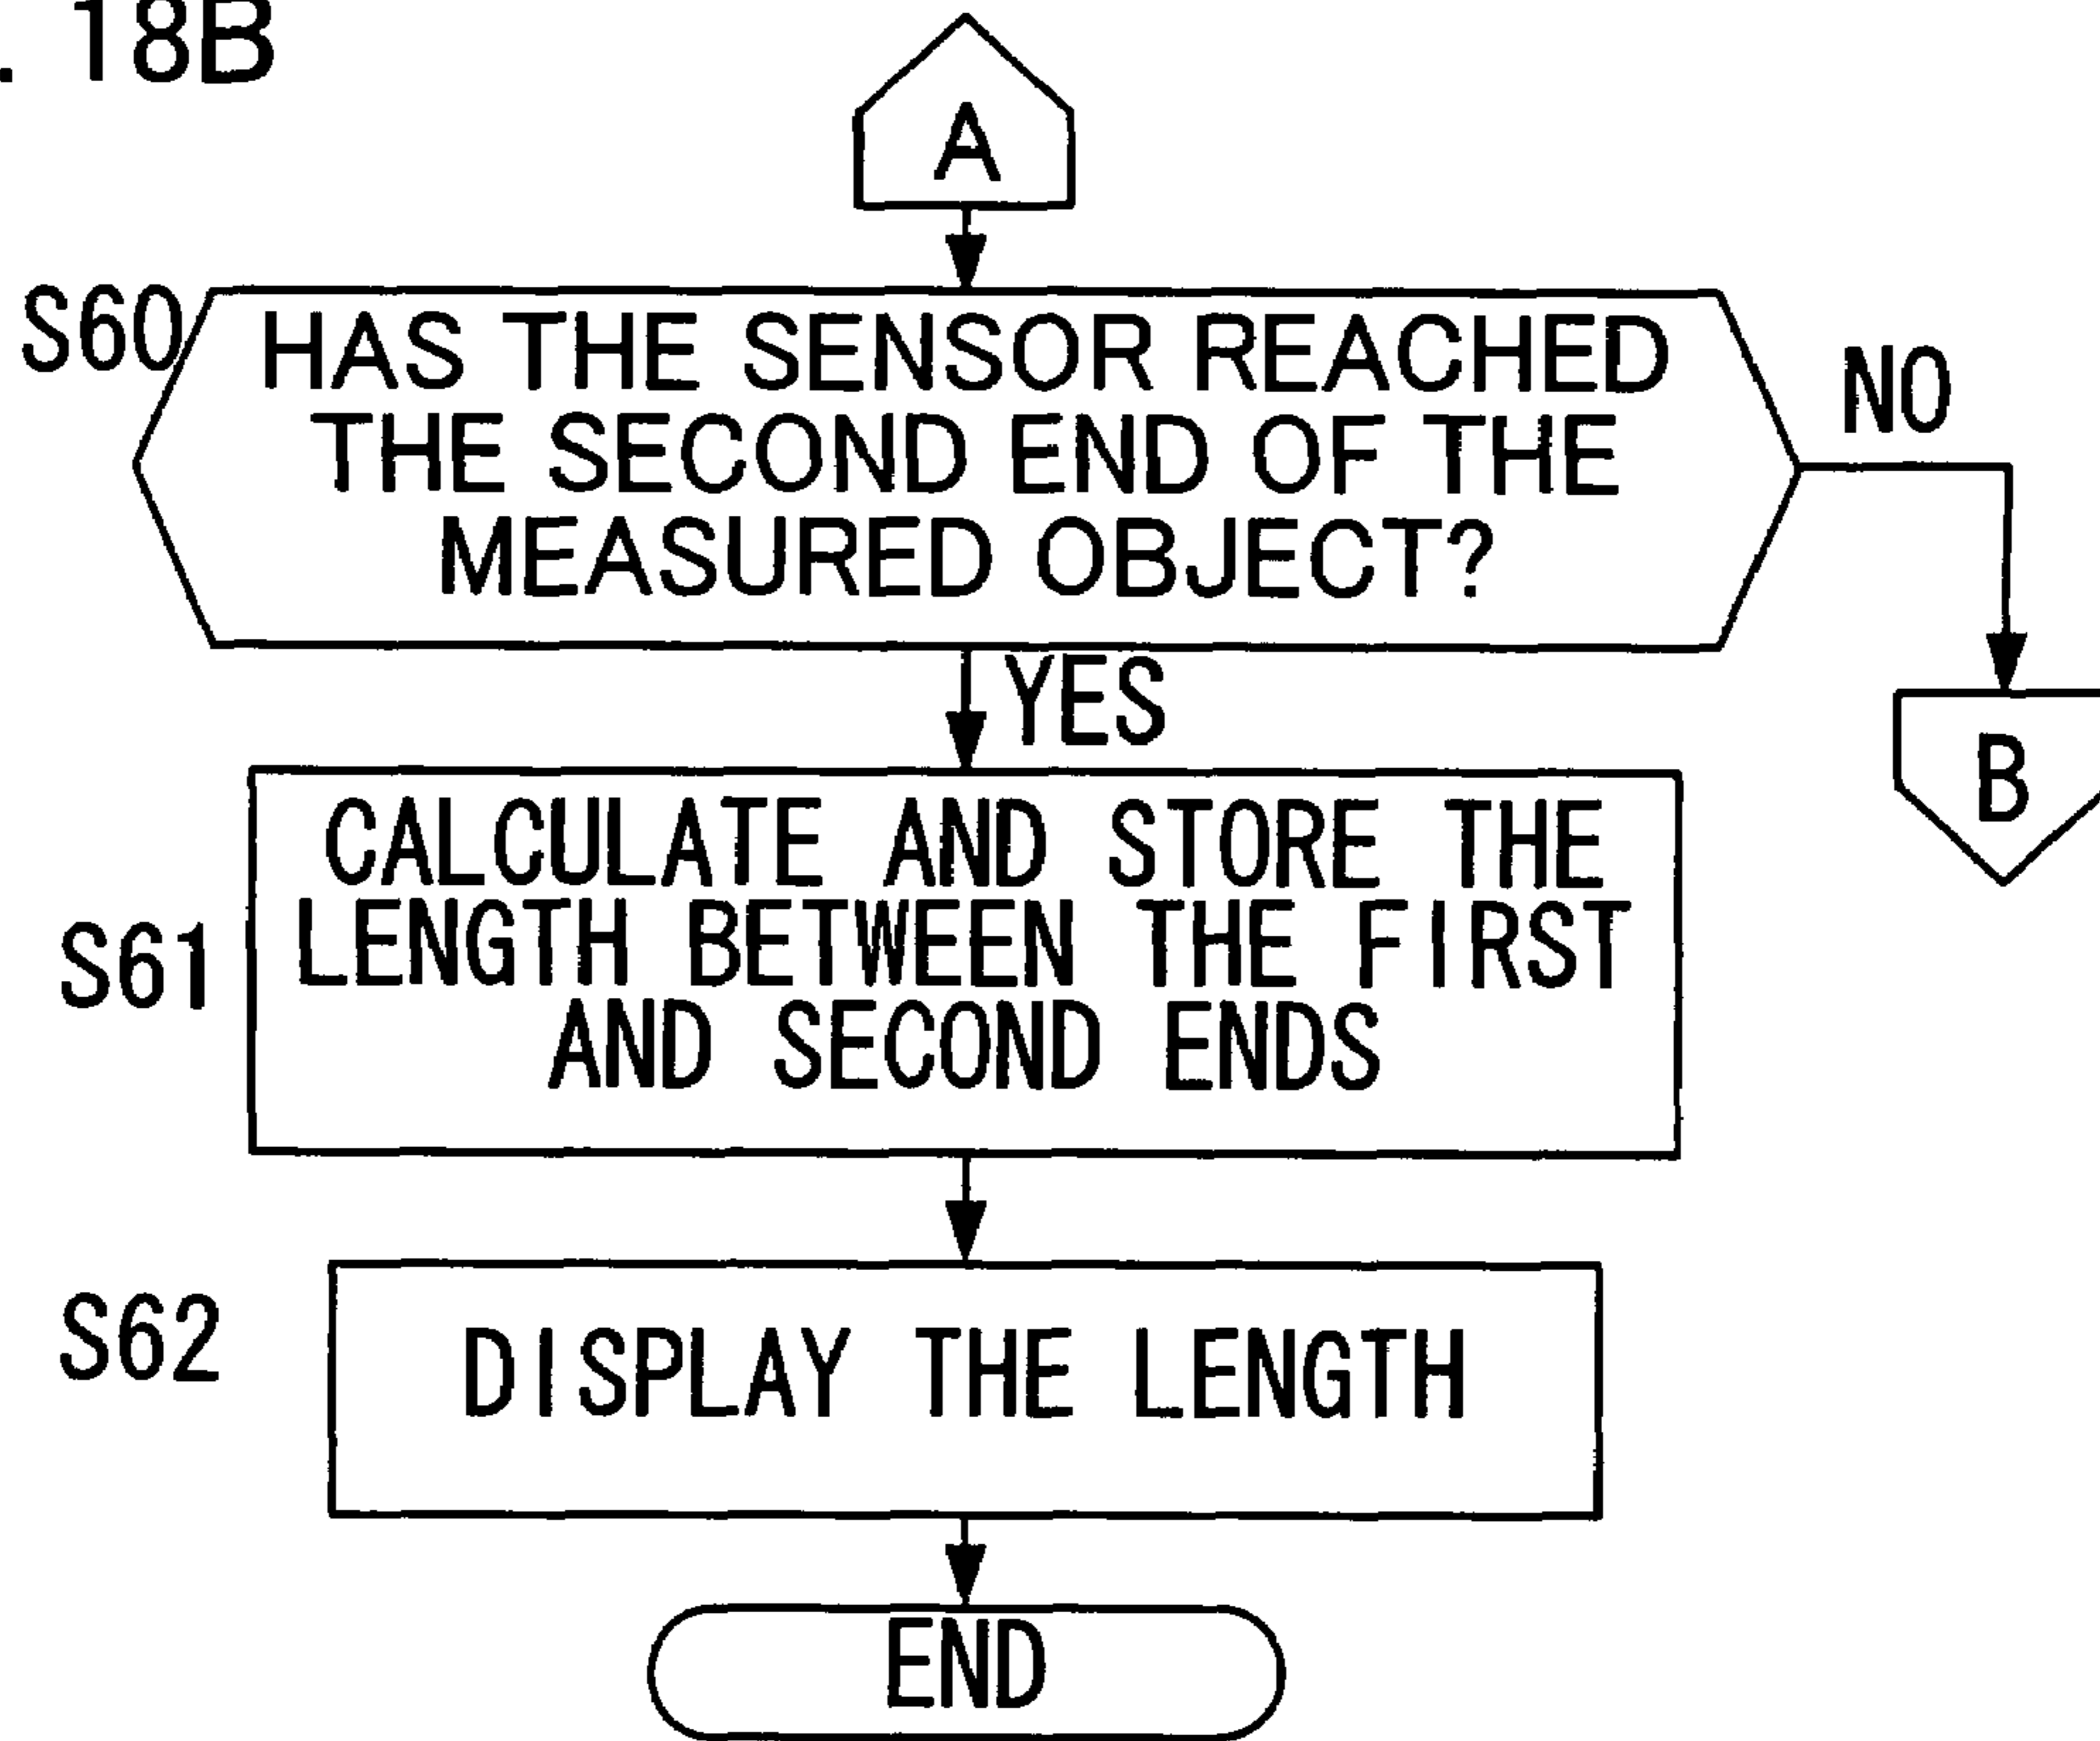 . 18B
A
S60
HAS THE SENSOR REACHED
THE SECOND END OF THE
MEASURED OBJECT?
NO
YES
B
CALCULATE AND STORE THE
LENGTH BETWEEN THE FIRST
AND SECOND ENDS
S61
S62
DISPLAY THE LENGTH
END